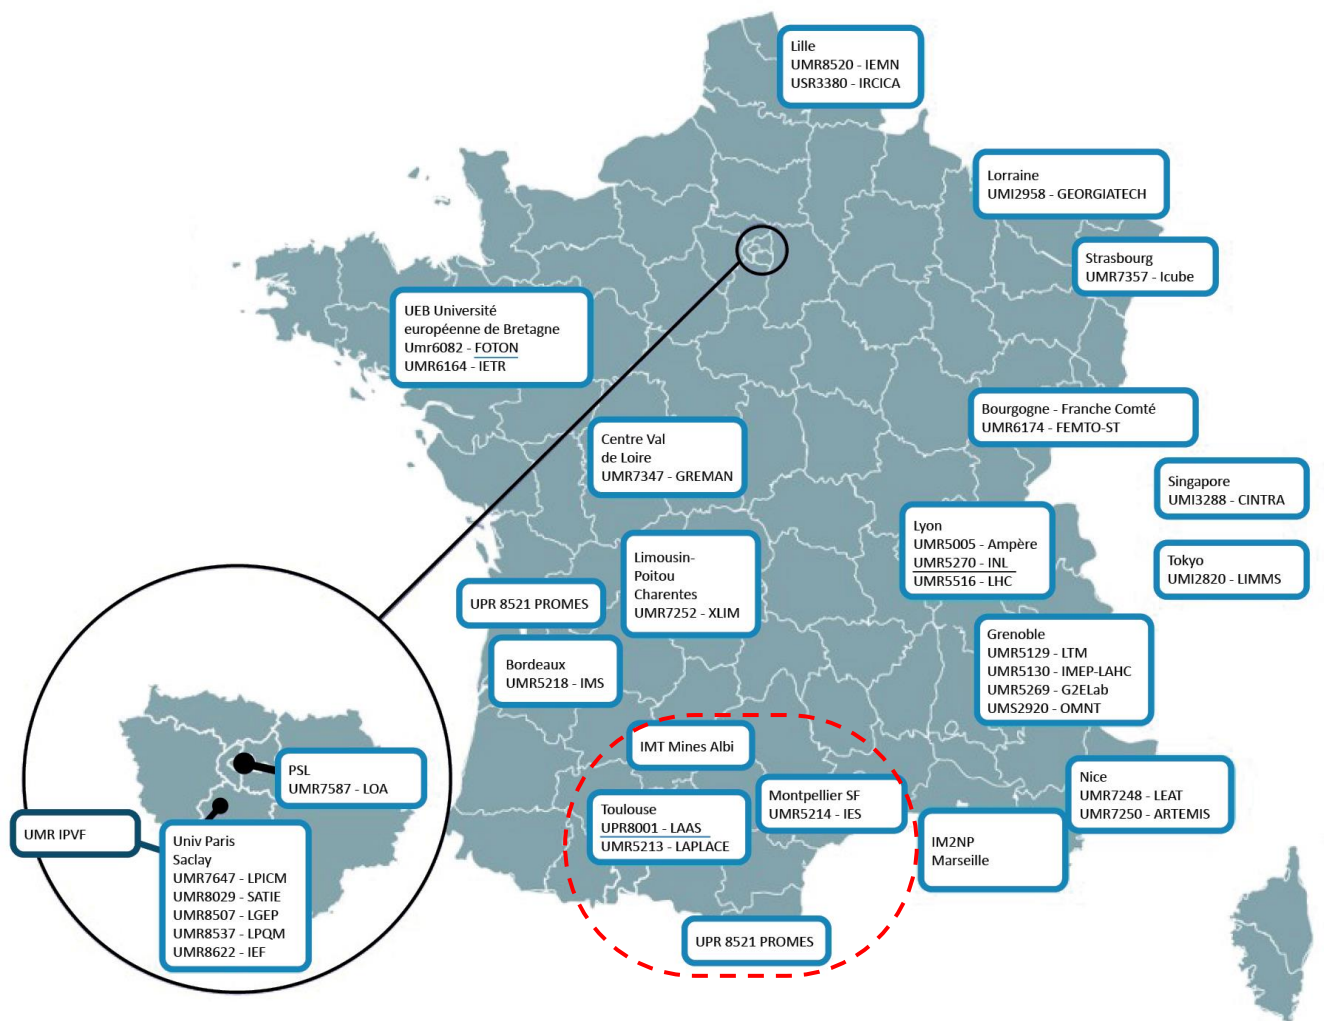 Lille
UMR8520 - IEMN
USR3380 - IRCICA
Lorraine
UMI2958 - GEORGIATECH
Strasbourg
UMR7357 - Icube
UEB Université
européenne de Bretagne
Umr6082 - FOTON
UMR6164 - IETR
Bourgogne - Franche Comté
UMR6174 - FEMTO-ST
Centre Val
de Loire
UMR7347 - GREMAN
Singapore
UMI3288 - CINTRA
Lyon
UMR5005 - Ampère
UMR5270 - INL
UMR5516 - LHC
Limousin-
Poitou
Charentes
UMR7252 - XLIM
Tokyo
UMI2820 - LIMMS
UPR 8521 PROMES
Grenoble
UMR5129 - LTM
UMR5130 - IMEP-LAHC
UMR5269 - G2ELab
UMS2920 - OMNT
Bordeaux
UMR5218 - IMS
IMT Mines Albi
PSL
UMR7587 - LOA
Toulouse
UPR8001 - LAAS
UMR5213 - LAPLACE
Montpellier SF
UMR5214 - IES
Nice
UMR7248 - LEAT
UMR7250 - ARTEMIS
UMR IPVF
Univ Paris
Saclay
UMR7647 - LPICM
UMR8029 - SATIE
UMR8507 - LGEP
UMR8537 - LPQM
UMR8622 - IEF
IM2NP
Marseille
UPR 8521 PROMES